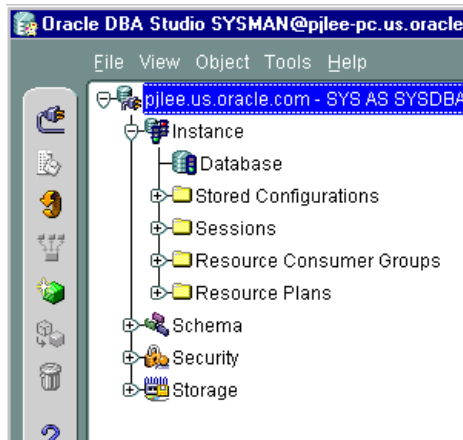 Oracle DBA Studio SYSMAN@pjlee-pc.us.oracle
File View Object Tools Help
pjlee.us.oracle.com - SYS AS SYSDBA
Instance
Database
Stored Configurations
Sessions
Resource Consumer Groups
Resource Plans
Schema
Security
Storage
?